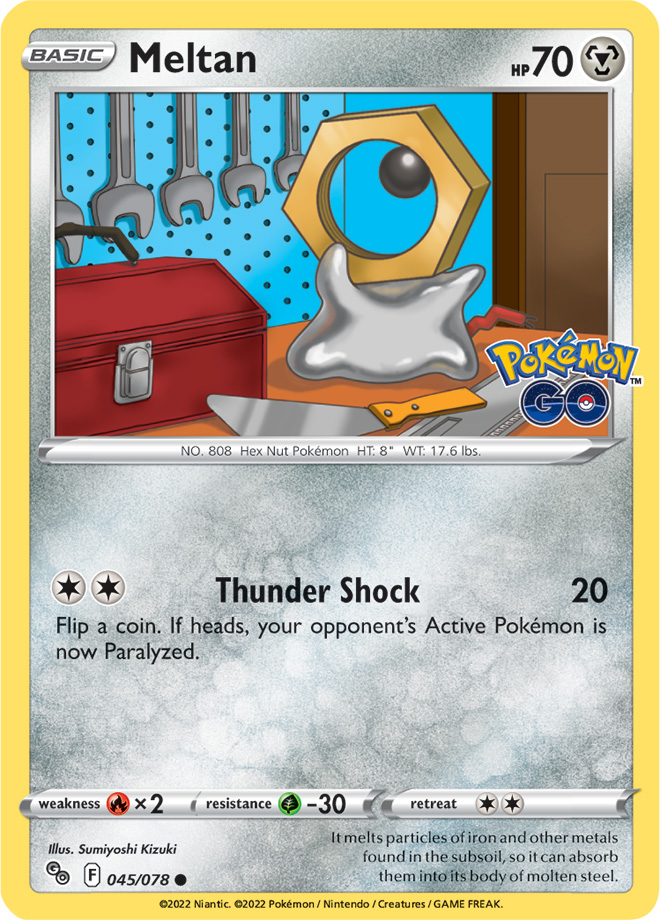 BASIC Meltan HP 70
Pokémon
GO
TM
NO. 808 Hex Nut Pokémon HT: 8" WT: 17.6 lbs.
Thunder Shock 20
Flip a coin. If heads, your opponent's Active Pokémon is
now Paralyzed.
weakness ×2 resistance -30 retreat
Illus. Sumiyoshi Kizuki
GO F 045/078 ●
It melts particles of iron and other metals
found in the subsoil, so it can absorb
them into its body of molten steel.
©2022 Niantic. ©2022 Pokémon / Nintendo / Creatures / GAME FREAK.